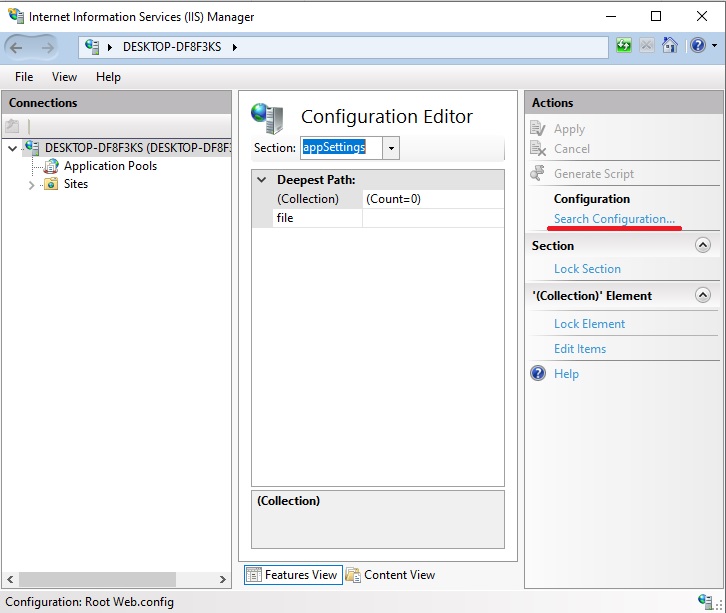 Internet Information Services (IIS) Manager
DESKTOP-DF8F3KS
File View Help
Connections
DESKTOP-DF8F3KS (DESKTOP-DF8F3
Application Pools
Sites
Configuration Editor
Section: appSettings
Deepest Path:
(Collection) (Count=0)
file
(Collection)
Features View Content View
Actions
Apply
Cancel
Generate Script
Configuration
Search Configuration...
Section
Lock Section
'(Collection)' Element
Lock Element
Edit Items
Help
Configuration: Root Web.config